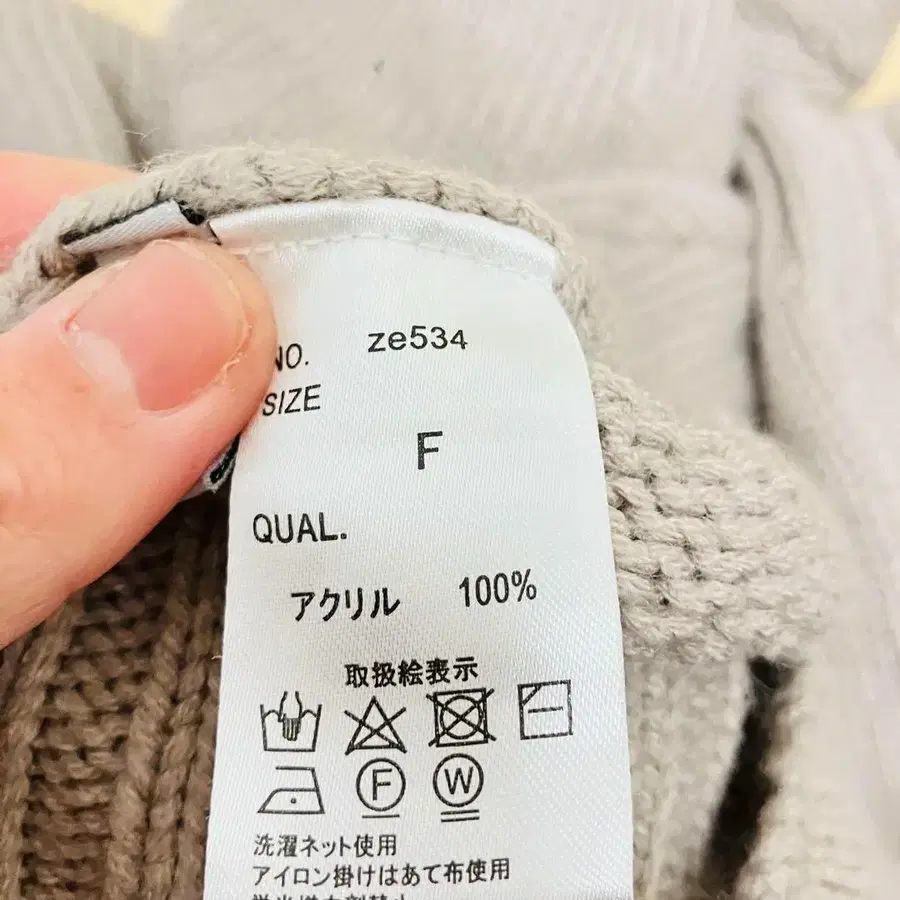 NO. ze534
SIZE
F
QUAL.
アクリル 100%
取扱絵表示
F W
洗濯ネット使用
アイロン掛けはあて布使用